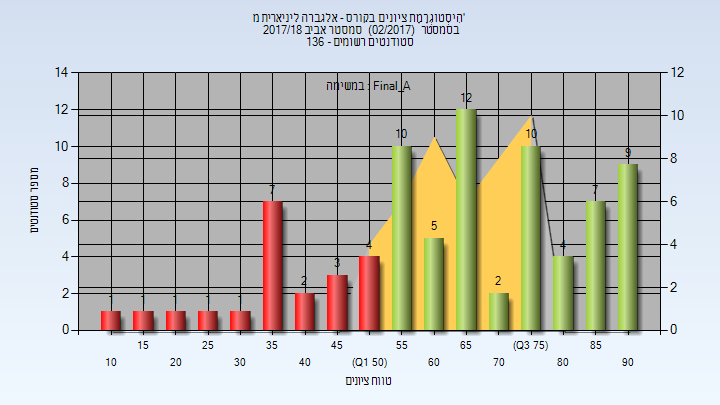 היסטוגרמת ציונים בקורס - אלגברה ליניארית מ'
בסמסטר (02/2017) סמסטר אביב 2017/18
סטודנטים רשומים - 136
במשימה : Final_A
מספר סטודנטים
14 12 10 8 6 4 2 0
12 10 8 6 4 2 0
1 1 1 1 1 7 2 3 4 10 5 12 2 10 4 7 9
15 25 35 45 55 65 (Q3 75) 85
10 20 30 40 (Q1 50) 60 70 80 90
טווח ציונים